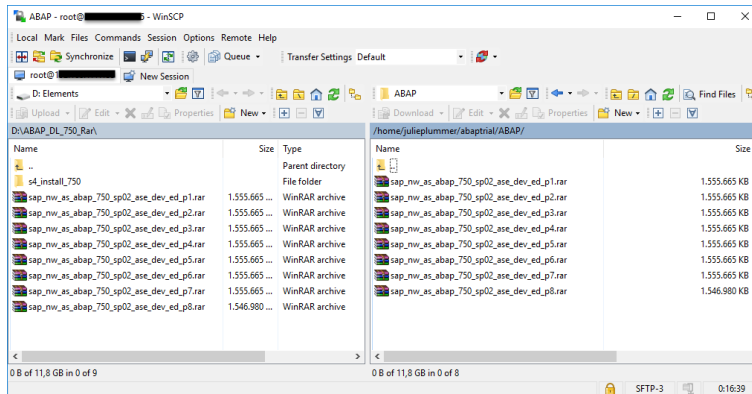 ABAP - root@ 5 - WinSCP
Local Mark Files Commands Session Options Remote Help
Synchronize Queue Transfer Settings Default
root@1 New Session
D: Elements ABAP Find Files
Upload Edit Properties New Download Edit Properties New
D:\ABAP_DL_750_Rar\ /home/julieplummer/abaptrial/ABAP/
Name Size Type Name Size
.. Parent directory ..
s4_install_750 File folder sap_nw_as_abap_750_sp02_ase_dev_ed_p1.rar 1.555.665 KB
sap_nw_as_abap_750_sp02_ase_dev_ed_p1.rar 1.555.665 ... WinRAR archive sap_nw_as_abap_750_sp02_ase_dev_ed_p2.rar 1.555.665 KB
sap_nw_as_abap_750_sp02_ase_dev_ed_p2.rar 1.555.665 ... WinRAR archive sap_nw_as_abap_750_sp02_ase_dev_ed_p3.rar 1.555.665 KB
sap_nw_as_abap_750_sp02_ase_dev_ed_p3.rar 1.555.665 ... WinRAR archive sap_nw_as_abap_750_sp02_ase_dev_ed_p4.rar 1.555.665 KB
sap_nw_as_abap_750_sp02_ase_dev_ed_p4.rar 1.555.665 ... WinRAR archive sap_nw_as_abap_750_sp02_ase_dev_ed_p5.rar 1.555.665 KB
sap_nw_as_abap_750_sp02_ase_dev_ed_p5.rar 1.555.665 ... WinRAR archive sap_nw_as_abap_750_sp02_ase_dev_ed_p6.rar 1.555.665 KB
sap_nw_as_abap_750_sp02_ase_dev_ed_p6.rar 1.555.665 ... WinRAR archive sap_nw_as_abap_750_sp02_ase_dev_ed_p7.rar 1.555.665 KB
sap_nw_as_abap_750_sp02_ase_dev_ed_p7.rar 1.555.665 ... WinRAR archive sap_nw_as_abap_750_sp02_ase_dev_ed_p8.rar 1.546.980 KB
sap_nw_as_abap_750_sp02_ase_dev_ed_p8.rar 1.546.980 ... WinRAR archive
0 B of 11,8 GB in 0 of 9 0 B of 11,8 GB in 0 of 8
SFTP-3 0:16:39